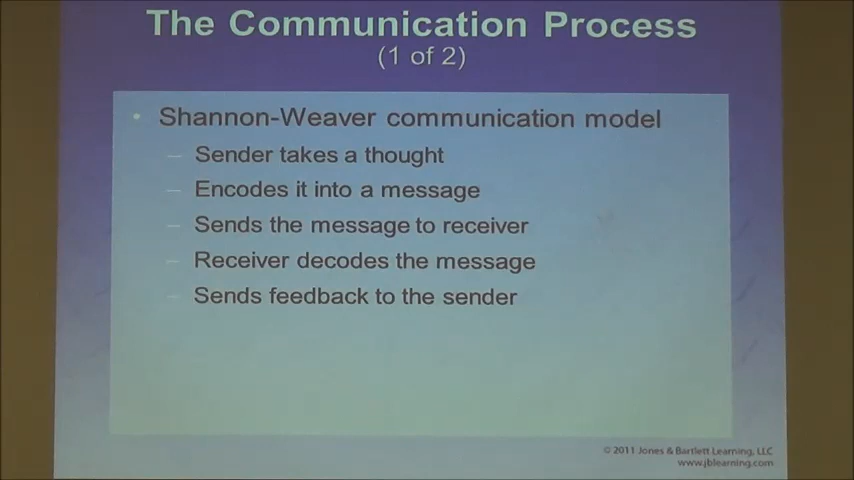 The Communication Process
(1 of 2)
• Shannon-Weaver communication model
– Sender takes a thought
– Encodes it into a message
– Sends the message to receiver
– Receiver decodes the message
– Sends feedback to the sender
© 2011 Jones & Bartlett Learning, LLC
www.jblearning.com